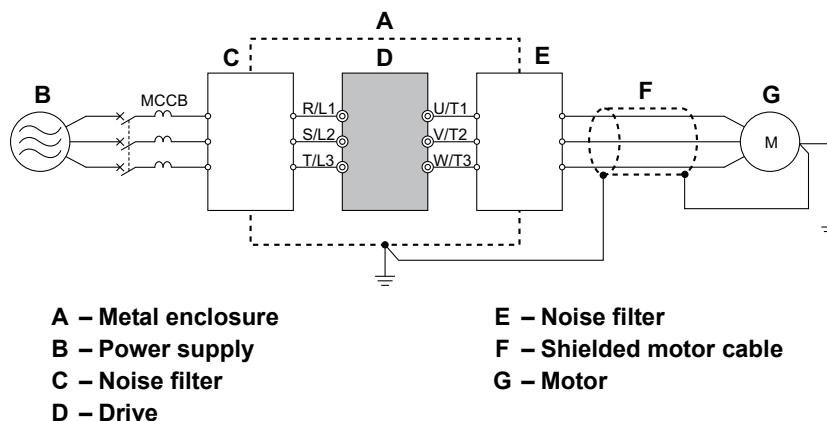 A
C
D
E
B
MCCB
F
G
R/L1
U/T1
S/L2
V/T2
M
T/L3
W/T3
A – Metal enclosure
B – Power supply
C – Noise filter
D – Drive
E – Noise filter
F – Shielded motor cable
G – Motor